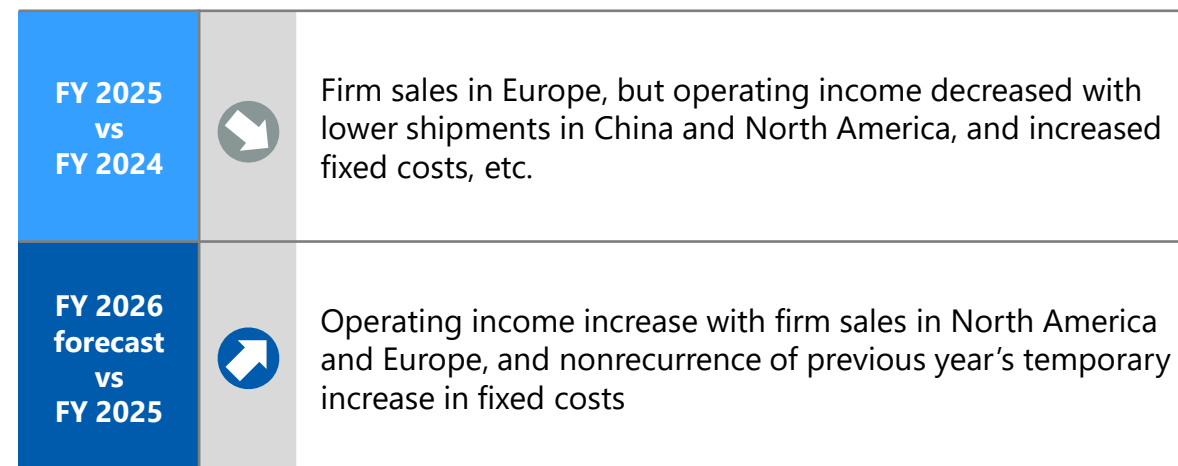 FY 2025
vs
FY 2024
Firm sales in Europe, but operating income decreased with
lower shipments in China and North America, and increased
fixed costs, etc.
FY 2026
forecast
vs
FY 2025
Operating income increase with firm sales in North America
and Europe, and nonrecurrence of previous year’s temporary
increase in fixed costs